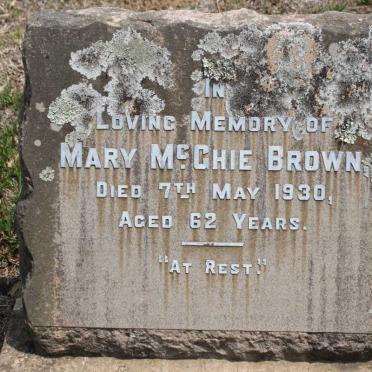 In
Loving Memory of
Mary McGhie Brown,
Died 7th May 1930,
Aged 62 Years.
"At Rest."